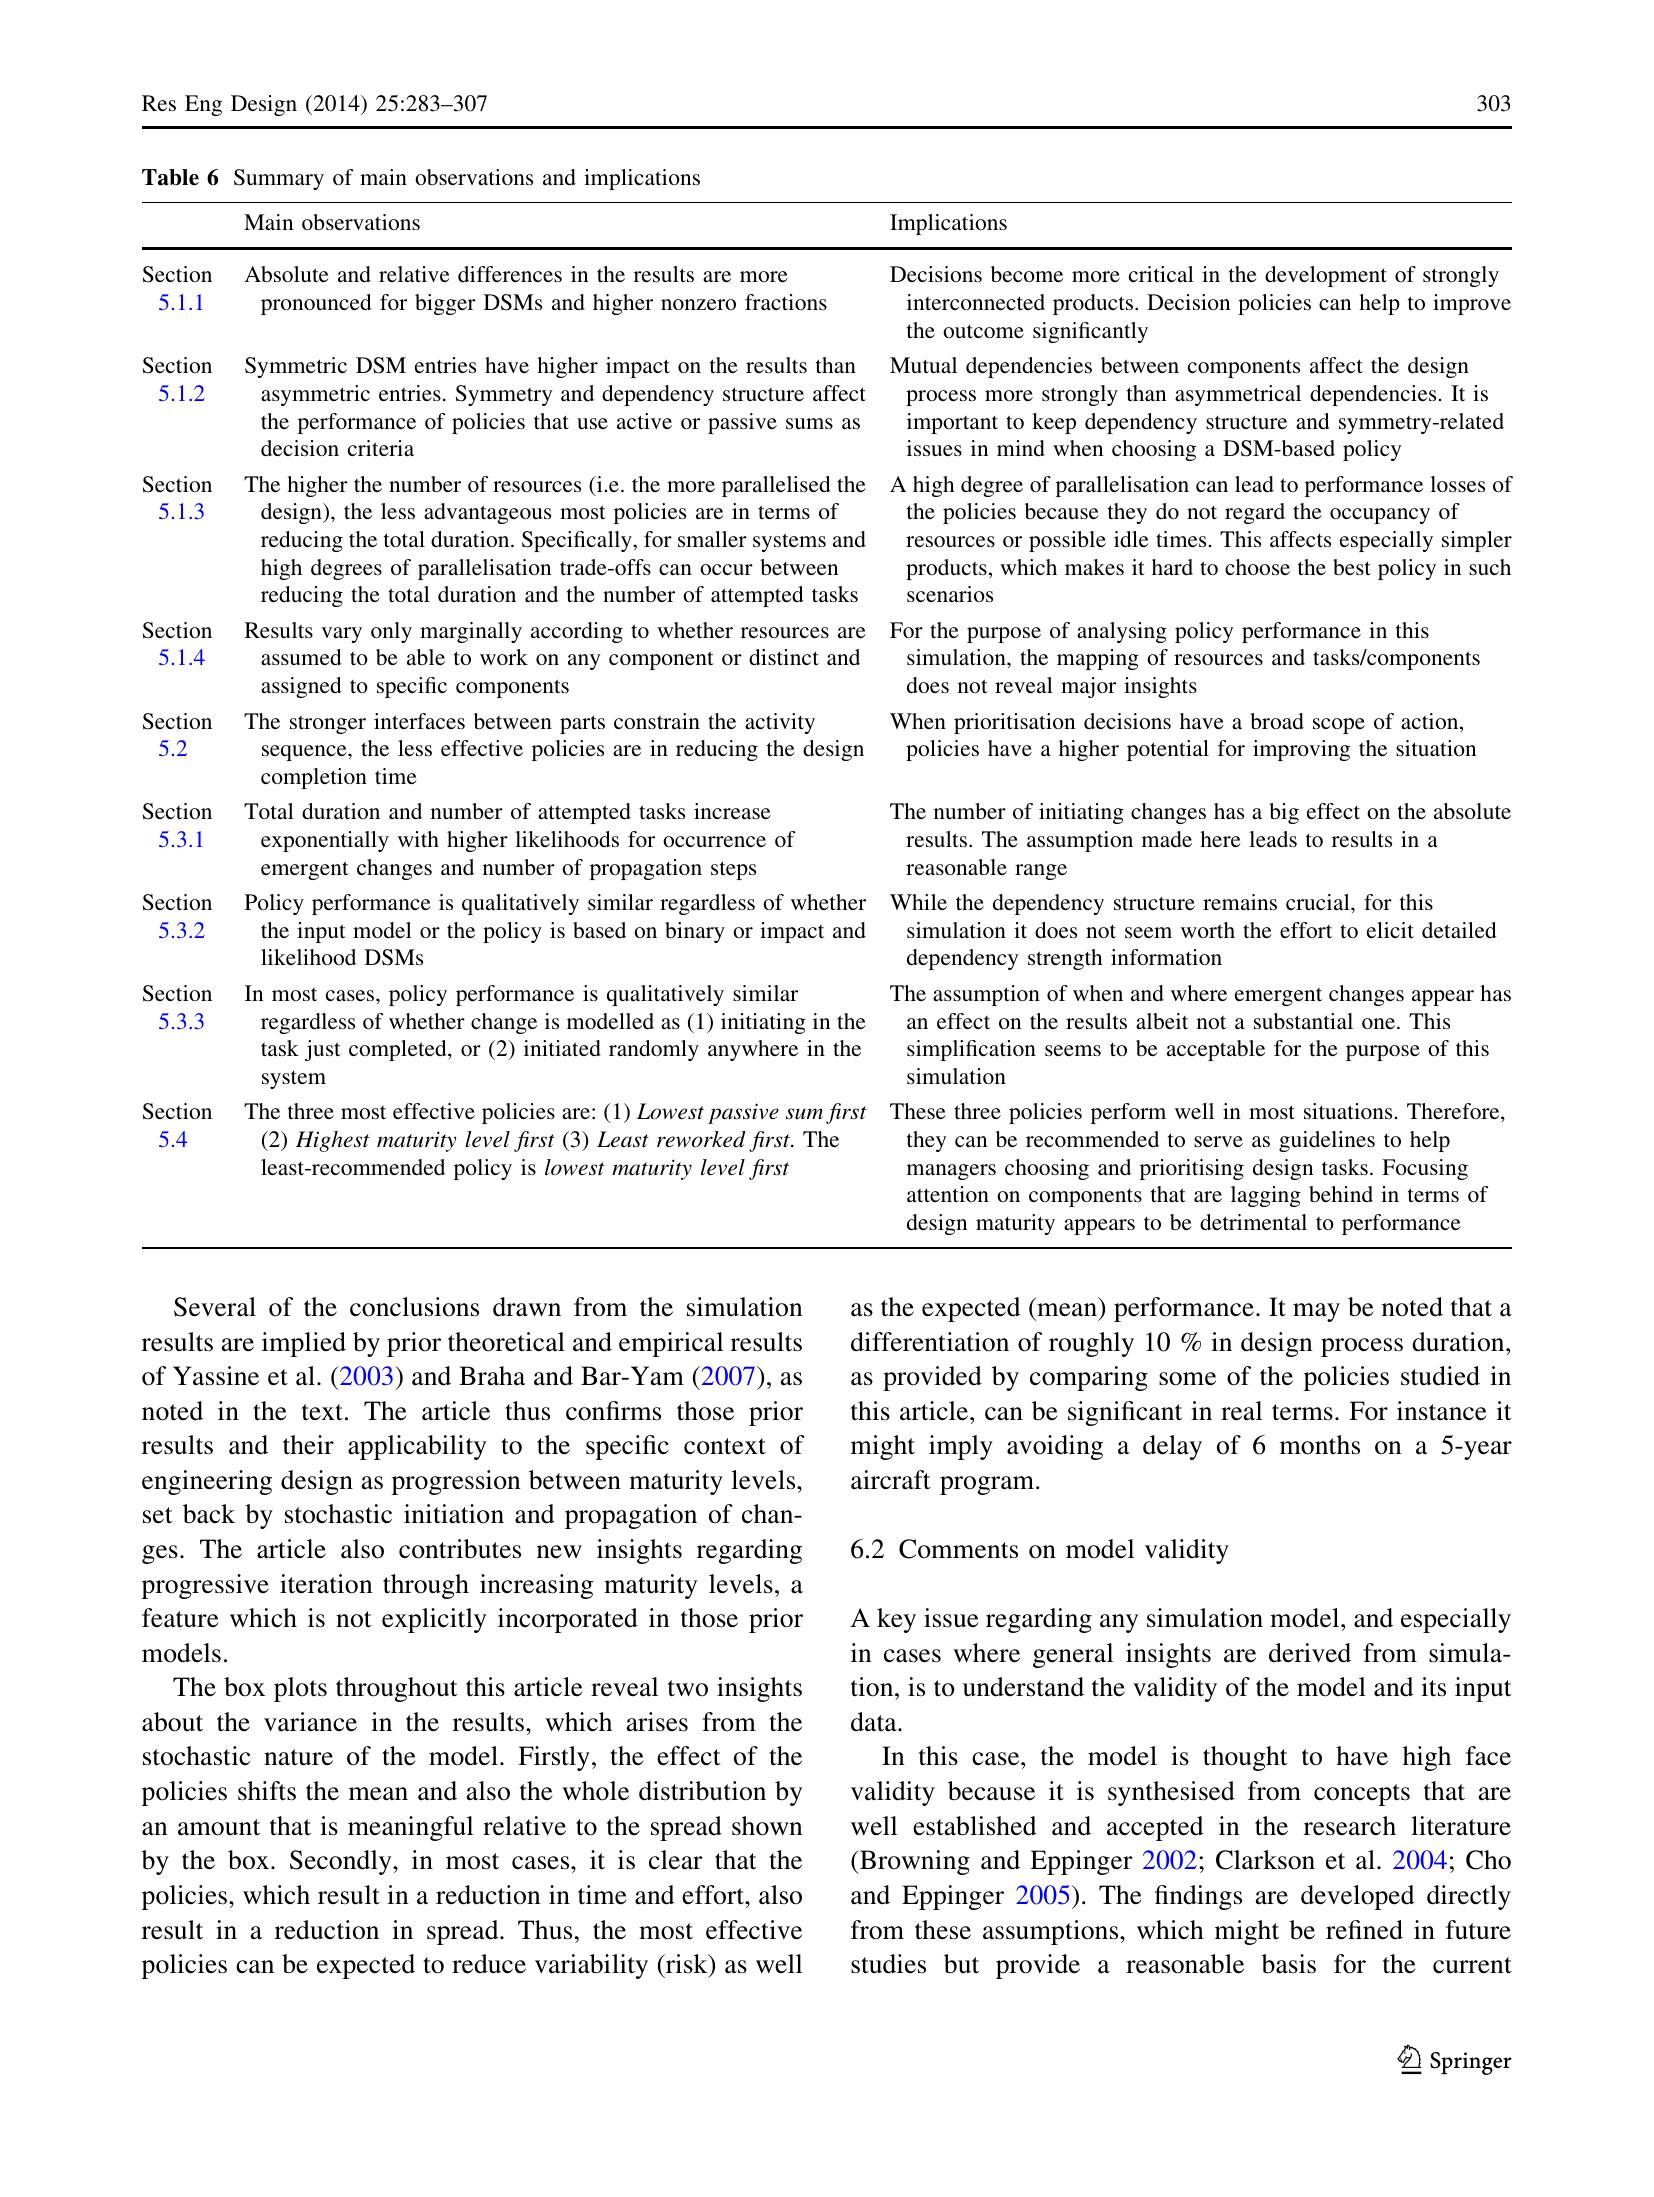 Res Eng Design (2014) 25:283–307
303
Table 6 Summary of main observations and implications
Main observations
Implications
Section
5.1.1
Absolute and relative differences in the results are more
pronounced for bigger DSMs and higher nonzero fractions
Decisions become more critical in the development of strongly
interconnected products. Decision policies can help to improve
the outcome significantly
Section
5.1.2
Symmetric DSM entries have higher impact on the results than
asymmetric entries. Symmetry and dependency structure affect
the performance of policies that use active or passive sums as
decision criteria
Mutual dependencies between components affect the design
process more strongly than asymmetrical dependencies. It is
important to keep dependency structure and symmetry-related
issues in mind when choosing a DSM-based policy
Section
5.1.3
The higher the number of resources (i.e. the more parallelised the
design), the less advantageous most policies are in terms of
reducing the total duration. Specifically, for smaller systems and
high degrees of parallelisation trade-offs can occur between
reducing the total duration and the number of attempted tasks
A high degree of parallelisation can lead to performance losses of
the policies because they do not regard the occupancy of
resources or possible idle times. This affects especially simpler
products, which makes it hard to choose the best policy in such
scenarios
Section
5.1.4
Results vary only marginally according to whether resources are
assumed to be able to work on any component or distinct and
assigned to specific components
For the purpose of analysing policy performance in this
simulation, the mapping of resources and tasks/components
does not reveal major insights
Section
5.2
The stronger interfaces between parts constrain the activity
sequence, the less effective policies are in reducing the design
completion time
When prioritisation decisions have a broad scope of action,
policies have a higher potential for improving the situation
Section
5.3.1
Total duration and number of attempted tasks increase
exponentially with higher likelihoods for occurrence of
emergent changes and number of propagation steps
The number of initiating changes has a big effect on the absolute
results. The assumption made here leads to results in a
reasonable range
Section
5.3.2
Policy performance is qualitatively similar regardless of whether
the input model or the policy is based on binary or impact and
likelihood DSMs
While the dependency structure remains crucial, for this
simulation it does not seem worth the effort to elicit detailed
dependency strength information
Section
5.3.3
In most cases, policy performance is qualitatively similar
regardless of whether change is modelled as (1) initiating in the
task just completed, or (2) initiated randomly anywhere in the
system
The assumption of when and where emergent changes appear has
an effect on the results albeit not a substantial one. This
simplification seems to be acceptable for the purpose of this
simulation
Section
5.4
The three most effective policies are: (1) Lowest passive sum first
(2) Highest maturity level first (3) Least reworked first. The
least-recommended policy is lowest maturity level first
These three policies perform well in most situations. Therefore,
they can be recommended to serve as guidelines to help
managers choosing and prioritising design tasks. Focusing
attention on components that are lagging behind in terms of
design maturity appears to be detrimental to performance
Several of the conclusions drawn from the simulation
results are implied by prior theoretical and empirical results
of Yassine et al. (2003) and Braha and Bar-Yam (2007), as
noted in the text. The article thus confirms those prior
results and their applicability to the specific context of
engineering design as progression between maturity levels,
set back by stochastic initiation and propagation of chan-
ges. The article also contributes new insights regarding
progressive iteration through increasing maturity levels, a
feature which is not explicitly incorporated in those prior
models.
The box plots throughout this article reveal two insights
about the variance in the results, which arises from the
stochastic nature of the model. Firstly, the effect of the
policies shifts the mean and also the whole distribution by
an amount that is meaningful relative to the spread shown
by the box. Secondly, in most cases, it is clear that the
policies, which result in a reduction in time and effort, also
result in a reduction in spread. Thus, the most effective
policies can be expected to reduce variability (risk) as well
as the expected (mean) performance. It may be noted that a
differentiation of roughly 10 % in design process duration,
as provided by comparing some of the policies studied in
this article, can be significant in real terms. For instance it
might imply avoiding a delay of 6 months on a 5-year
aircraft program.
6.2 Comments on model validity
A key issue regarding any simulation model, and especially
in cases where general insights are derived from simula-
tion, is to understand the validity of the model and its input
data.
In this case, the model is thought to have high face
validity because it is synthesised from concepts that are
well established and accepted in the research literature
(Browning and Eppinger 2002; Clarkson et al. 2004; Cho
and Eppinger 2005). The findings are developed directly
from these assumptions, which might be refined in future
studies but provide a reasonable basis for the current
Springer